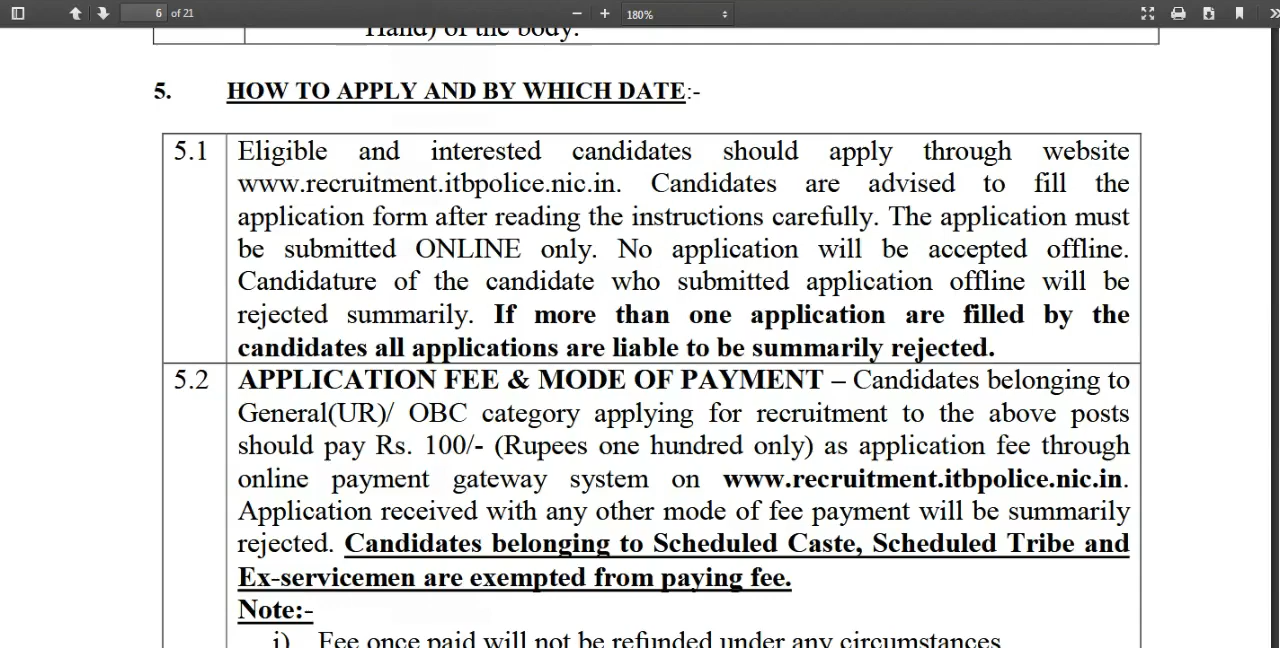 6 of 21
180%
Hand) of the body.
5. HOW TO APPLY AND BY WHICH DATE:-
5.1 Eligible and interested candidates should apply through website
www.recruitment.itbpolice.nic.in. Candidates are advised to fill the
application form after reading the instructions carefully. The application must
be submitted ONLINE only. No application will be accepted offline.
Candidature of the candidate who submitted application offline will be
rejected summarily. If more than one application are filled by the
candidates all applications are liable to be summarily rejected.
5.2 APPLICATION FEE & MODE OF PAYMENT – Candidates belonging to
General(UR)/ OBC category applying for recruitment to the above posts
should pay Rs. 100/- (Rupees one hundred only) as application fee through
online payment gateway system on www.recruitment.itbpolice.nic.in.
Application received with any other mode of fee payment will be summarily
rejected. Candidates belonging to Scheduled Caste, Scheduled Tribe and
Ex-servicemen are exempted from paying fee.
Note:-
i) Fee once paid will not be refunded under any circumstances